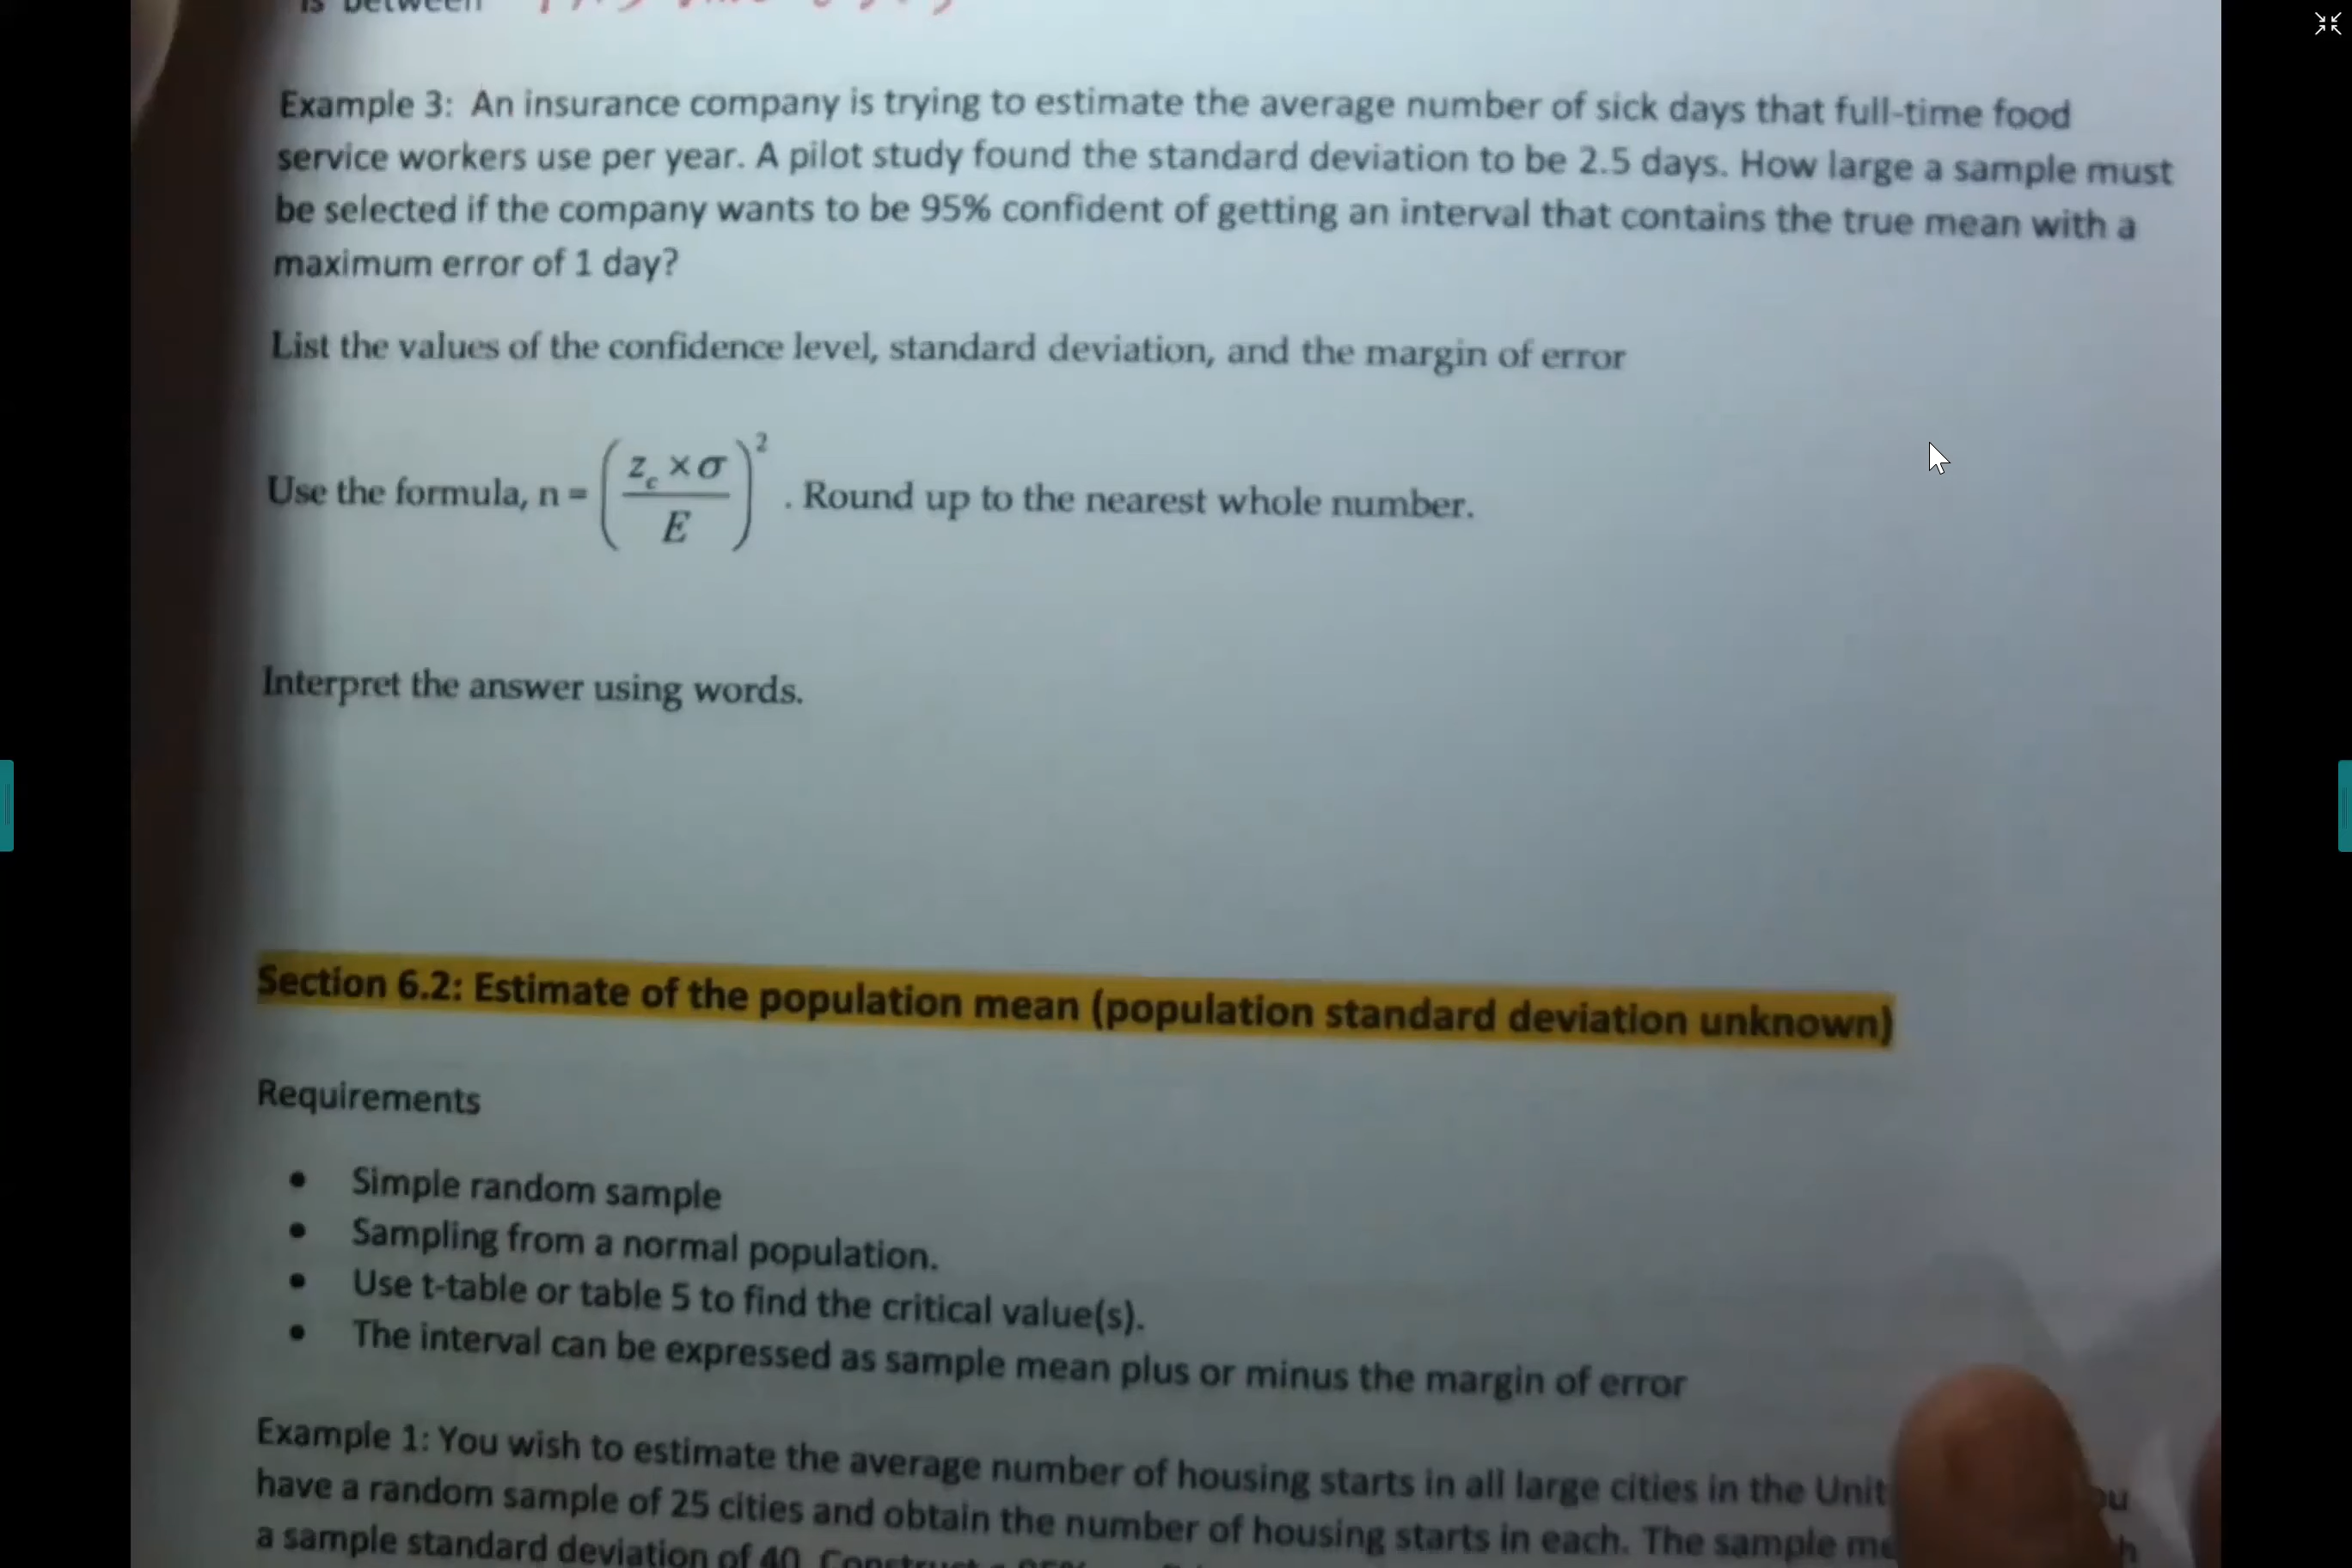 is between
Example 3: An insurance company is trying to estimate the average number of sick days that full-time food
service workers use per year. A pilot study found the standard deviation to be 2.5 days. How large a sample must
be selected if the company wants to be 95% confident of getting an interval that contains the true mean with a
maximum error of 1 day?
List the values of the confidence level, standard deviation, and the margin of error
Use the formula, n = (z_c × σ / E)^2 . Round up to the nearest whole number.
Interpret the answer using words.
Section 6.2: Estimate of the population mean (population standard deviation unknown)
Requirements
• Simple random sample
• Sampling from a normal population.
• Use t-table or table 5 to find the critical value(s).
• The interval can be expressed as sample mean plus or minus the margin of error
Example 1: You wish to estimate the average number of housing starts in all large cities in the
have a random sample of 25 cities and obtain the number of housing starts in each. The sample
a sample standard deviation of 40.